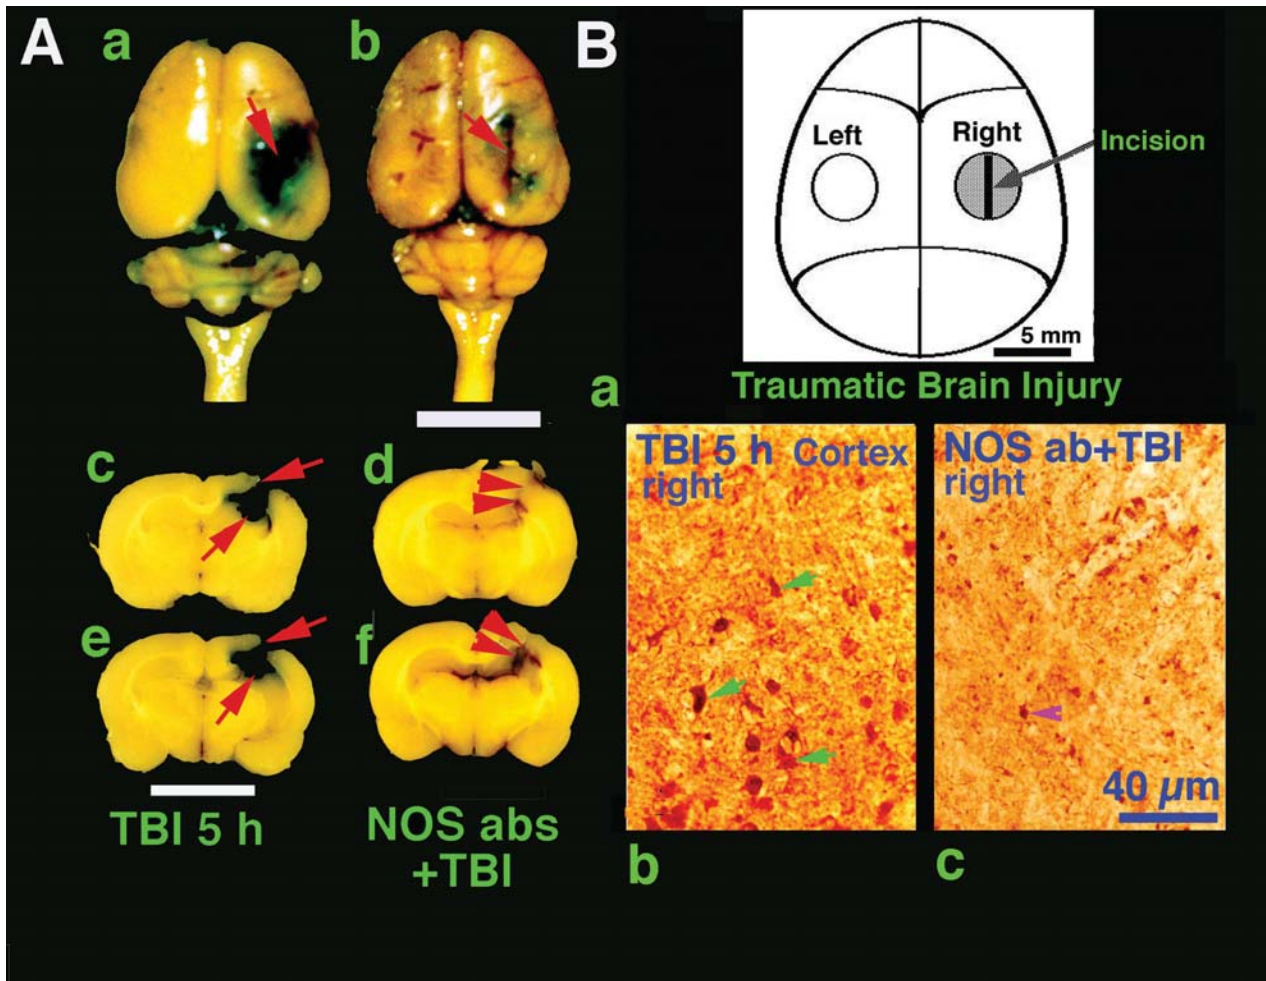 A
a
b
c
d
e
f
TBI 5 h
NOS abs
+TBI
B
Left
Right
Incision
5 mm
a
Traumatic Brain Injury
TBI 5 h Cortex
right
NOS ab+TBI
right
40 µm
b
c